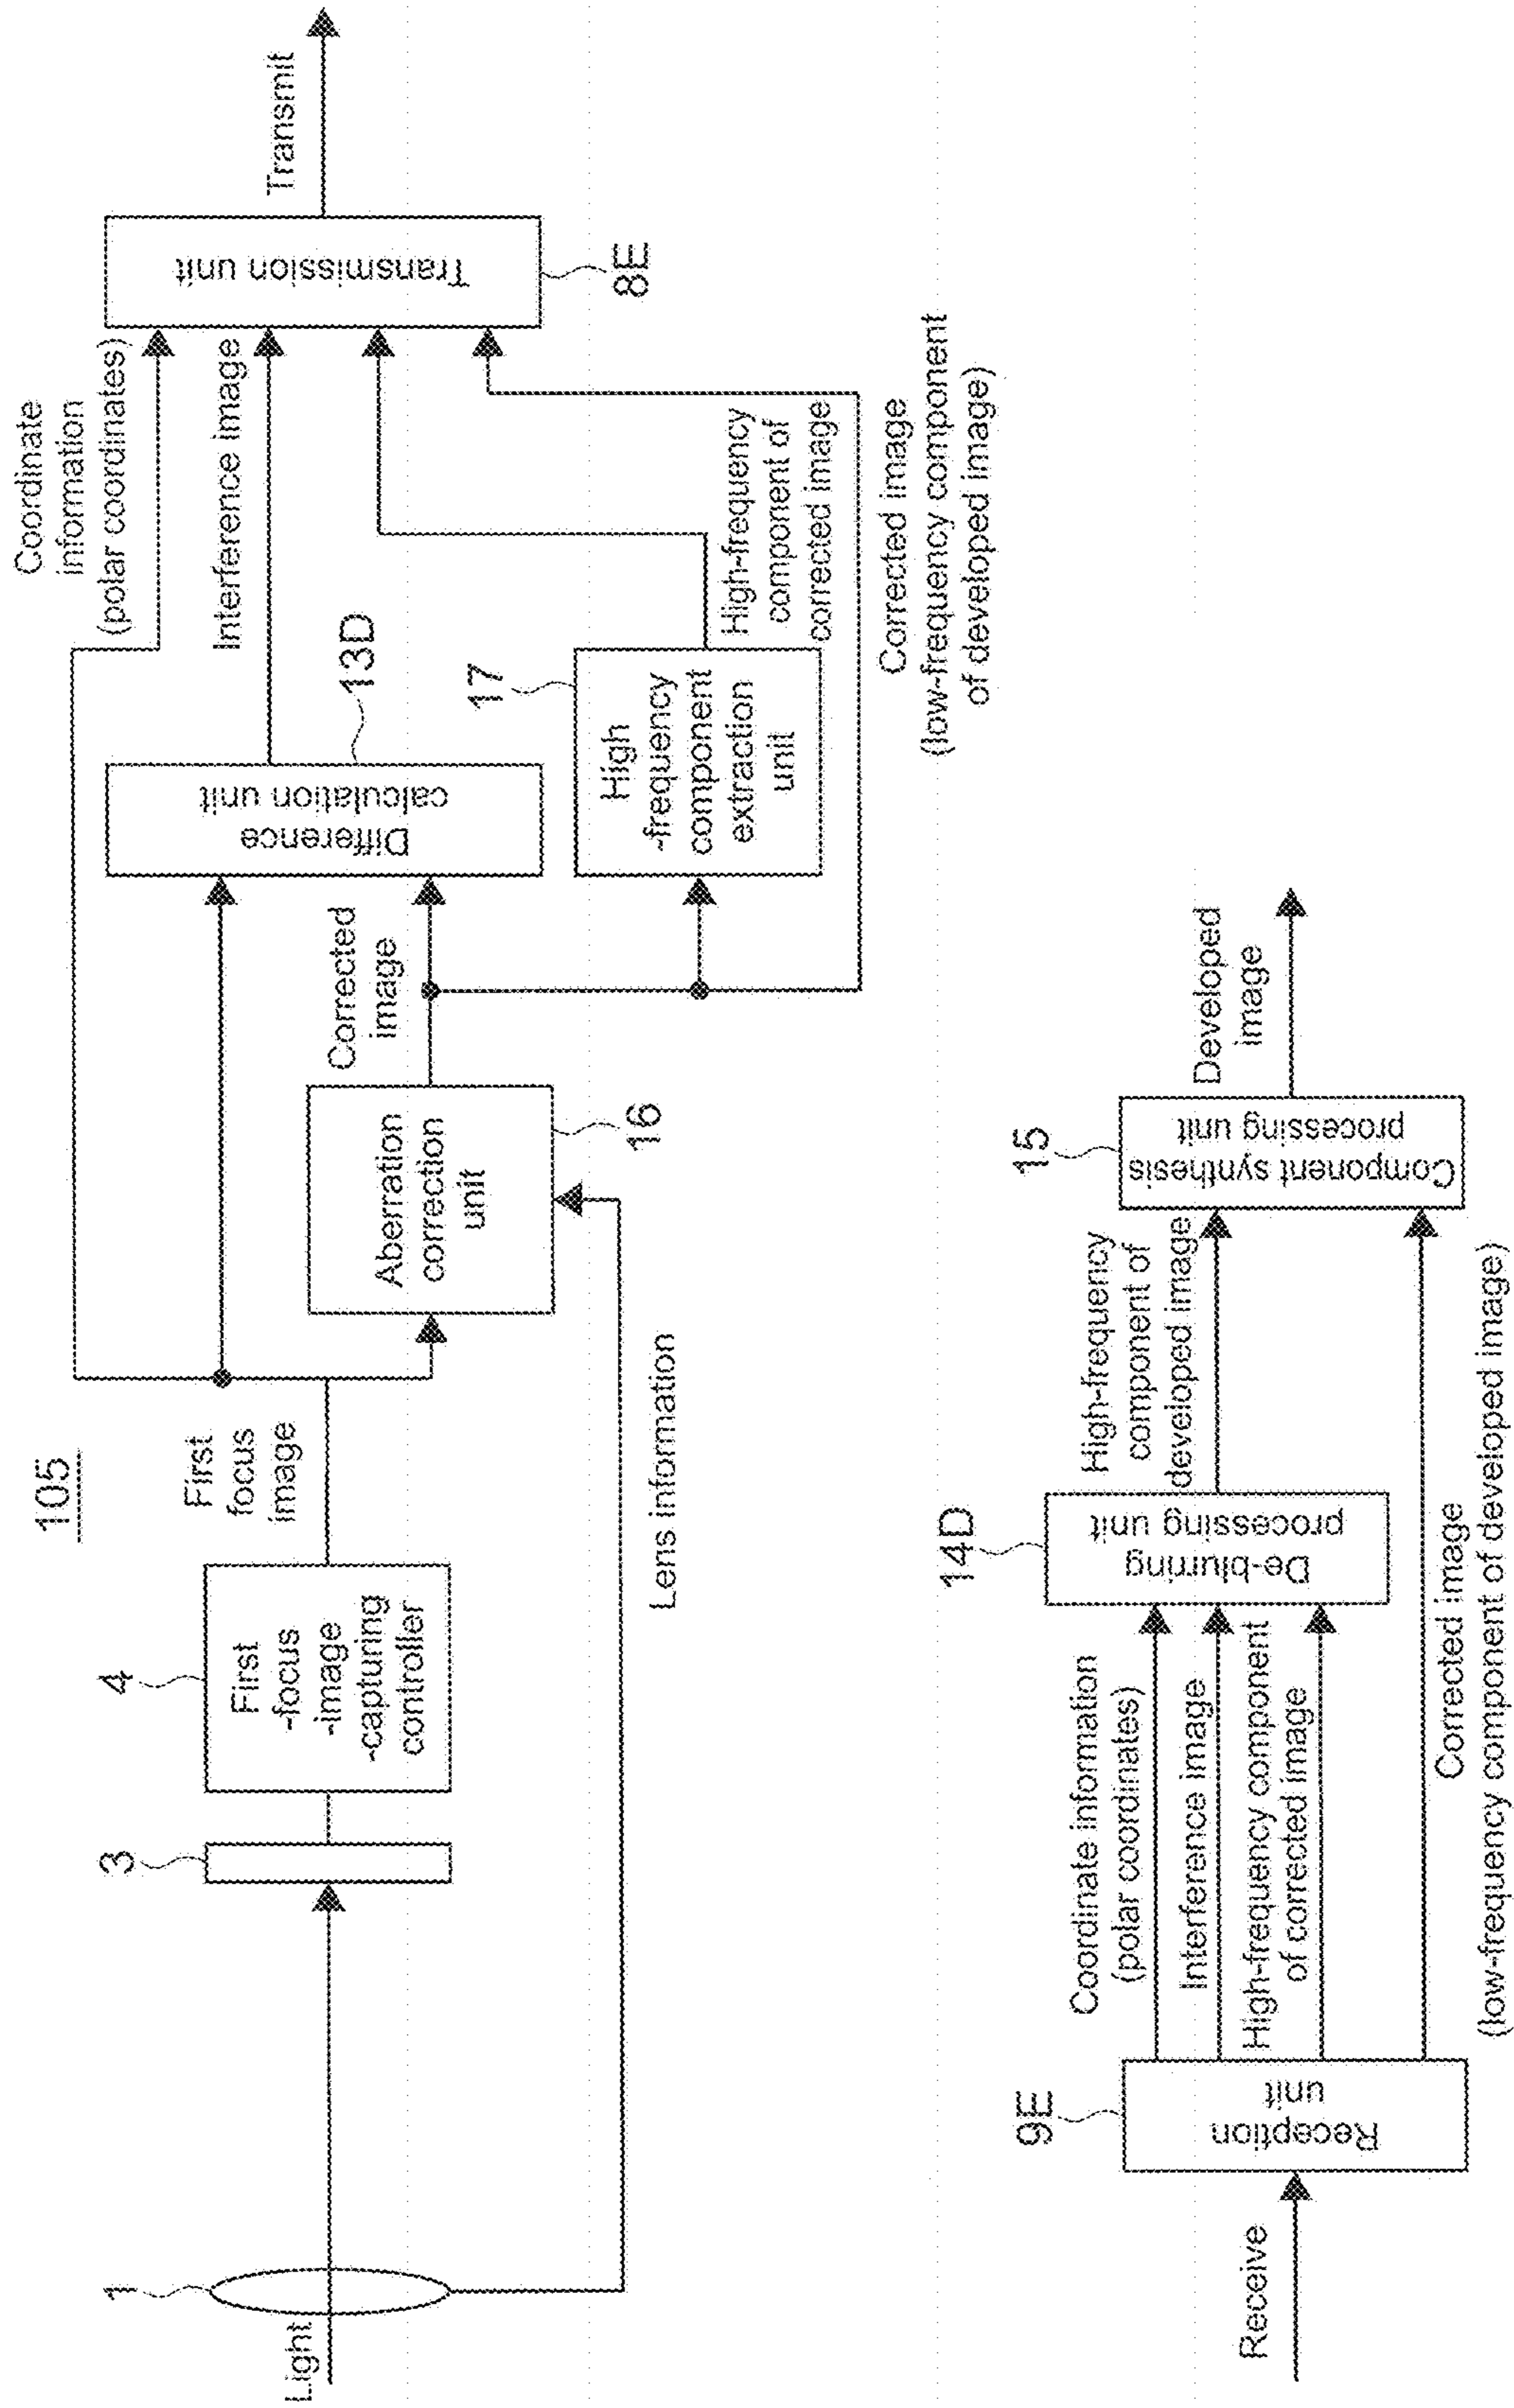 105
Light
1
3
4
First
-focus
-image
-capturing
controller
First
focus
image
Lens information
Aberration
correction
unit
16
Corrected
image
Difference
calculation unit
13D
High
-frequency
component
extraction
unit
17
Coordinate
information
(polar coordinates)
Interference image
High-frequency
component of
corrected image
Corrected image
(low-frequency component
of developed image)
Transmission unit
8E
Transmit
Receive
Reception
unit
9E
Coordinate information
(polar coordinates)
Interference image
High-frequency component
of corrected image
Corrected image
(low-frequency component of developed image)
De-blurring
processing unit
14D
High-frequency
component of
developed image
Component synthesis
processing unit
15
Developed
image